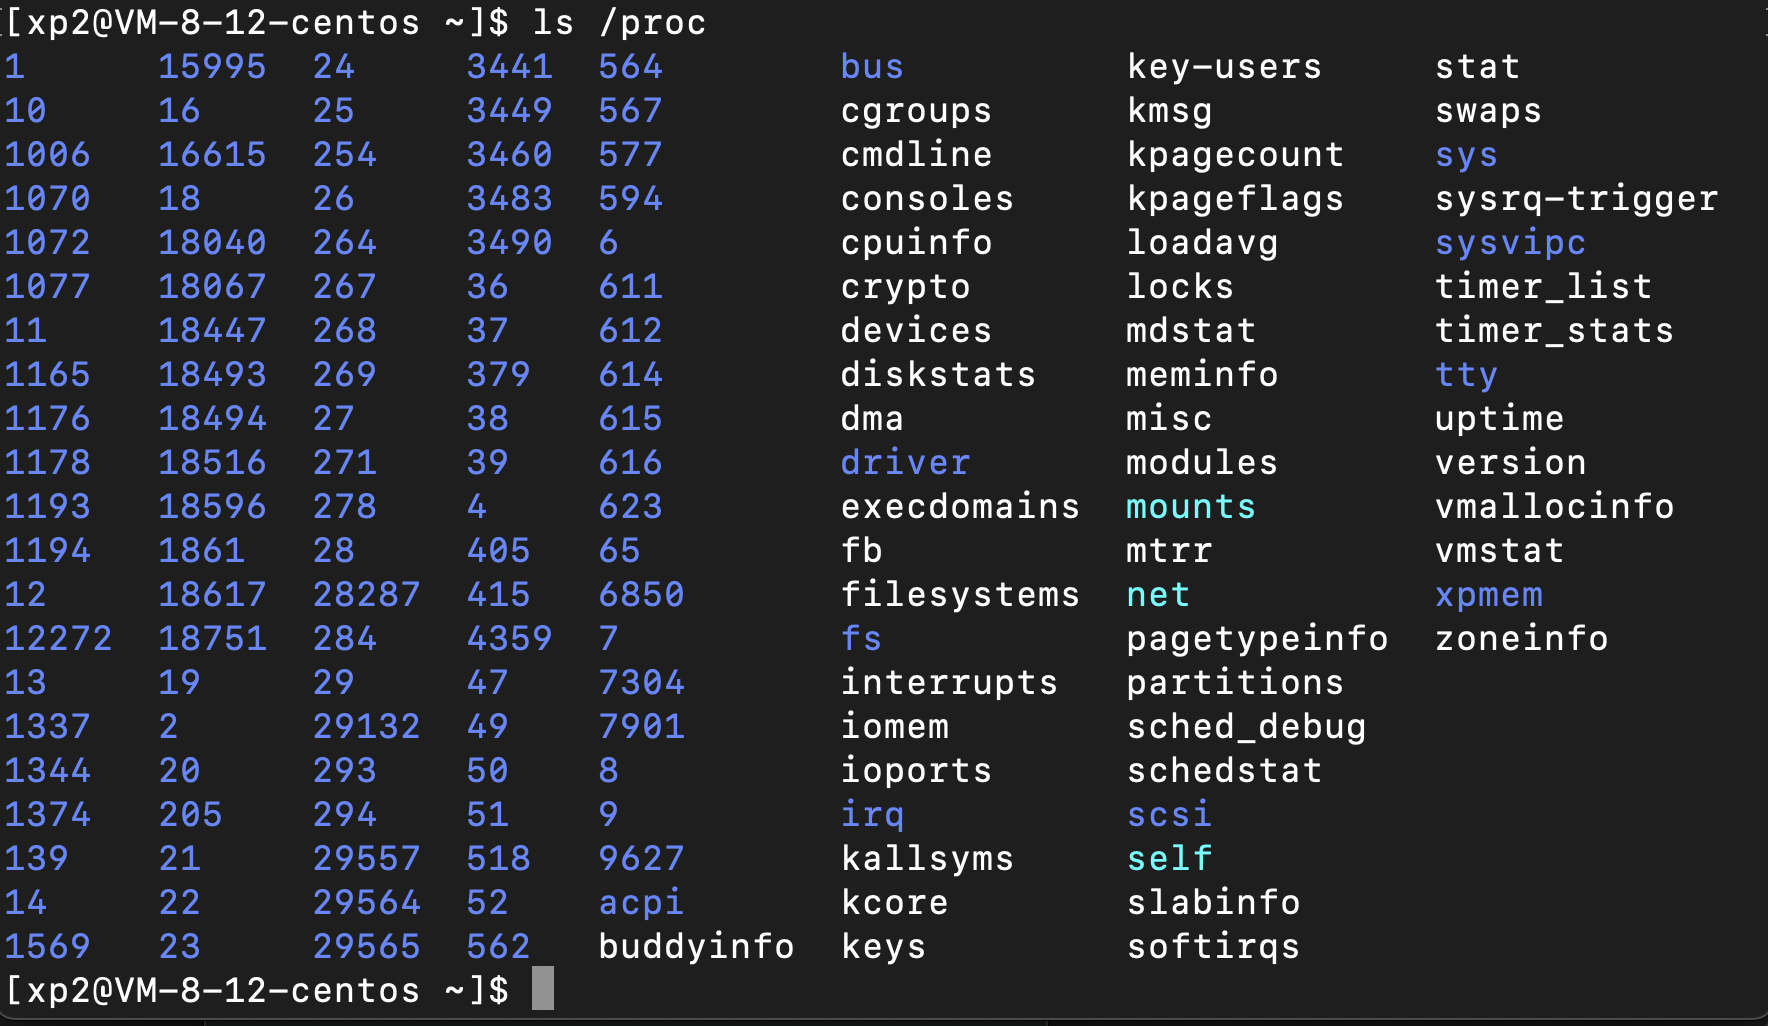 [xp2@VM-8-12-centos ~]$ ls /proc
1 15995 24 3441 564 bus key-users stat
10 16 25 3449 567 cgroups kmsg swaps
1006 16615 254 3460 577 cmdline kpagecount sys
1070 18 26 3483 594 consoles kpageflags sysrq-trigger
1072 18040 264 3490 6 cpuinfo loadavg sysvipc
1077 18067 267 36 611 crypto locks timer_list
11 18447 268 37 612 devices mdstat timer_stats
1165 18493 269 379 614 diskstats meminfo tty
1176 18494 27 38 615 dma misc uptime
1178 18516 271 39 616 driver modules version
1193 18596 278 4 623 execdomains mounts vmallocinfo
1194 1861 28 405 65 fb mtrr vmstat
12 18617 28287 415 6850 filesystems net xpmem
12272 18751 284 4359 7 fs pagetypeinfo zoneinfo
13 19 29 47 7304 interrupts partitions
1337 2 29132 49 7901 iomem sched_debug
1344 20 293 50 8 ioports schedstat
1374 205 294 51 9 irq scsi
139 21 29557 518 9627 kallsyms self
14 22 29564 52 acpi kcore slabinfo
1569 23 29565 562 buddyinfo keys softirqs
[xp2@VM-8-12-centos ~]$